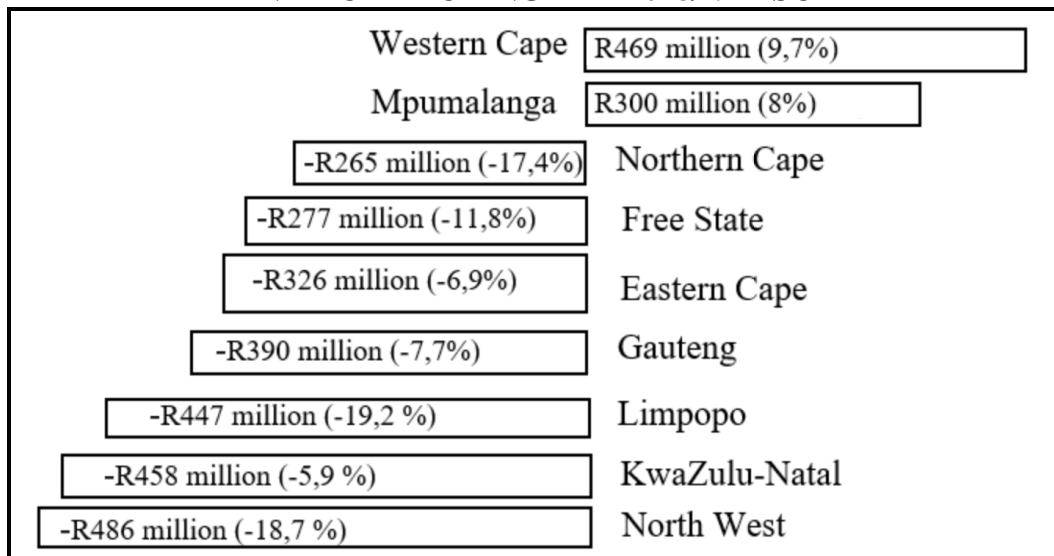 Western Cape R469 million (9,7%)
Mpumalanga R300 million (8%)
-R265 million (-17,4%) Northern Cape
-R277 million (-11,8%) Free State
-R326 million (-6,9%) Eastern Cape
-R390 million (-7,7%) Gauteng
-R447 million (-19,2 %) Limpopo
-R458 million (-5,9 %) KwaZulu-Natal
-R486 million (-18,7 %) North West